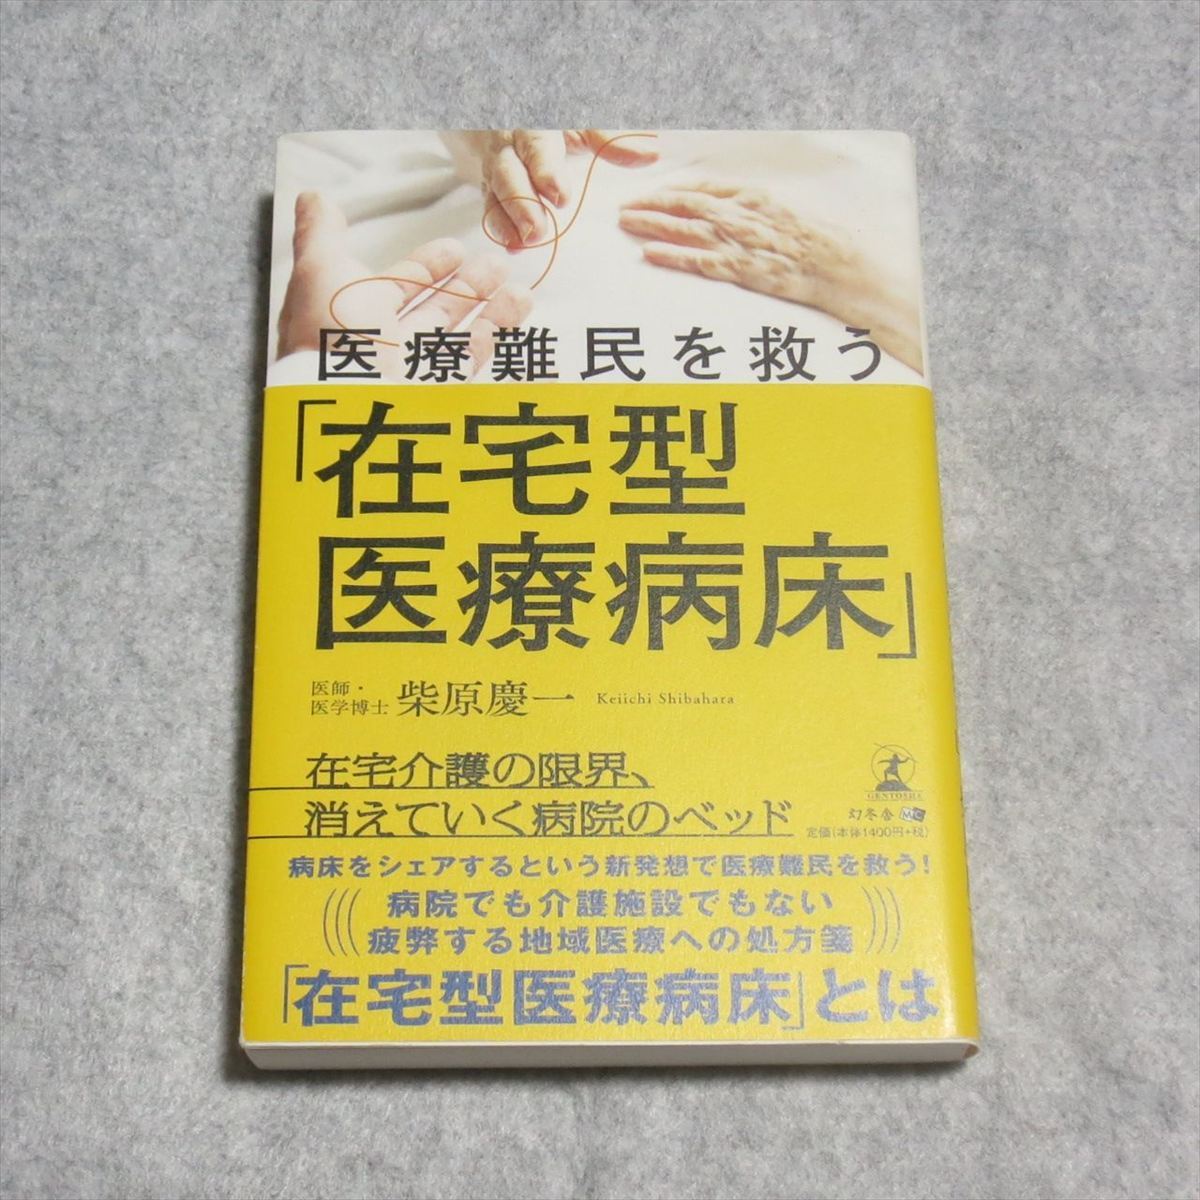 医療難民を救う
「在宅型
医療病床」
医師・
医学博士 柴原慶一 Keiichi Shibahara
在宅介護の限界、
消えていく病院のベッド
GENTOSHA
幻冬舎 MC
定価(本体1400円+税)
病床をシェアするという新発想で医療難民を救う!
病院でも介護施設でもない
疲弊する地域医療への処方箋
「在宅型医療病床」とは